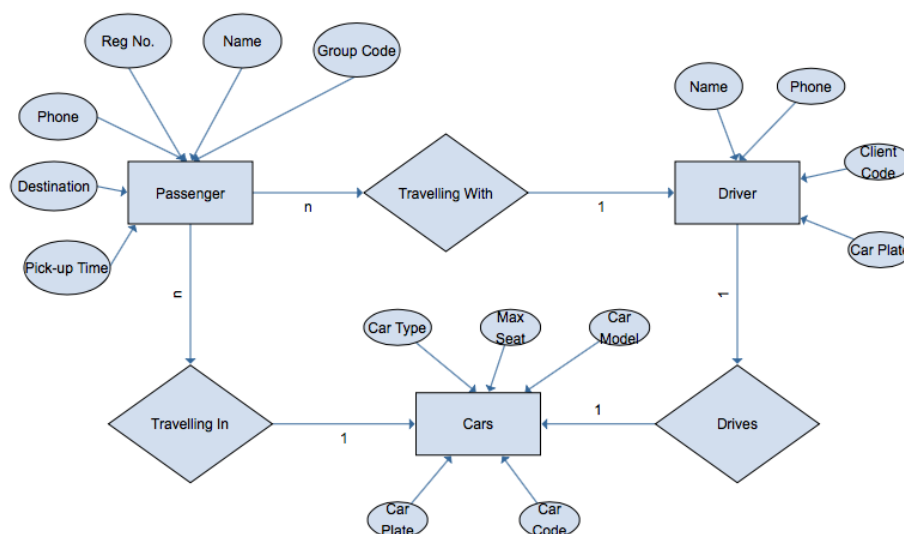 Reg No.
Name
Group Code
Phone
Destination
Pick-up Time
Passenger
n
Travelling With
1
Driver
Name
Phone
Client
Code
Car Plate
n
1
Car Type
Max
Seat
Car
Model
Travelling In
1
Cars
1
Drives
Car
Plate
Car
Code